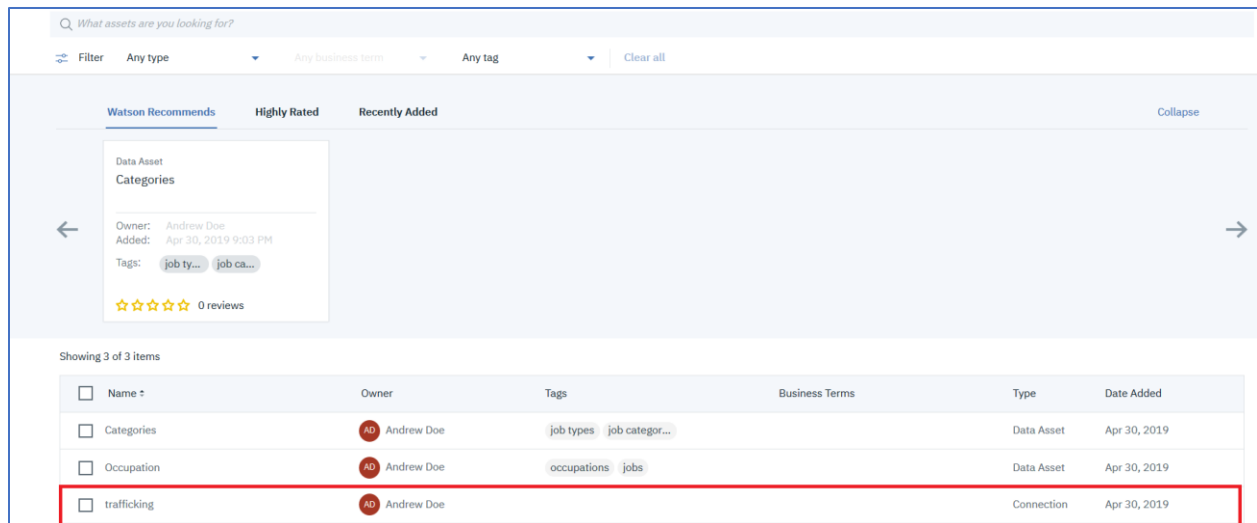 What assets are you looking for?
Filter Any type Any business term Any tag Clear all
Watson Recommends Highly Rated Recently Added Collapse
Data Asset
Categories
Owner: Andrew Doe
Added: Apr 30, 2019 9:03 PM
Tags: job ty... job ca...
0 reviews
Showing 3 of 3 items
Name Owner Tags Business Terms Type Date Added
Categories AD Andrew Doe job types job categor... Data Asset Apr 30, 2019
Occupation AD Andrew Doe occupations jobs Data Asset Apr 30, 2019
trafficking AD Andrew Doe Connection Apr 30, 2019